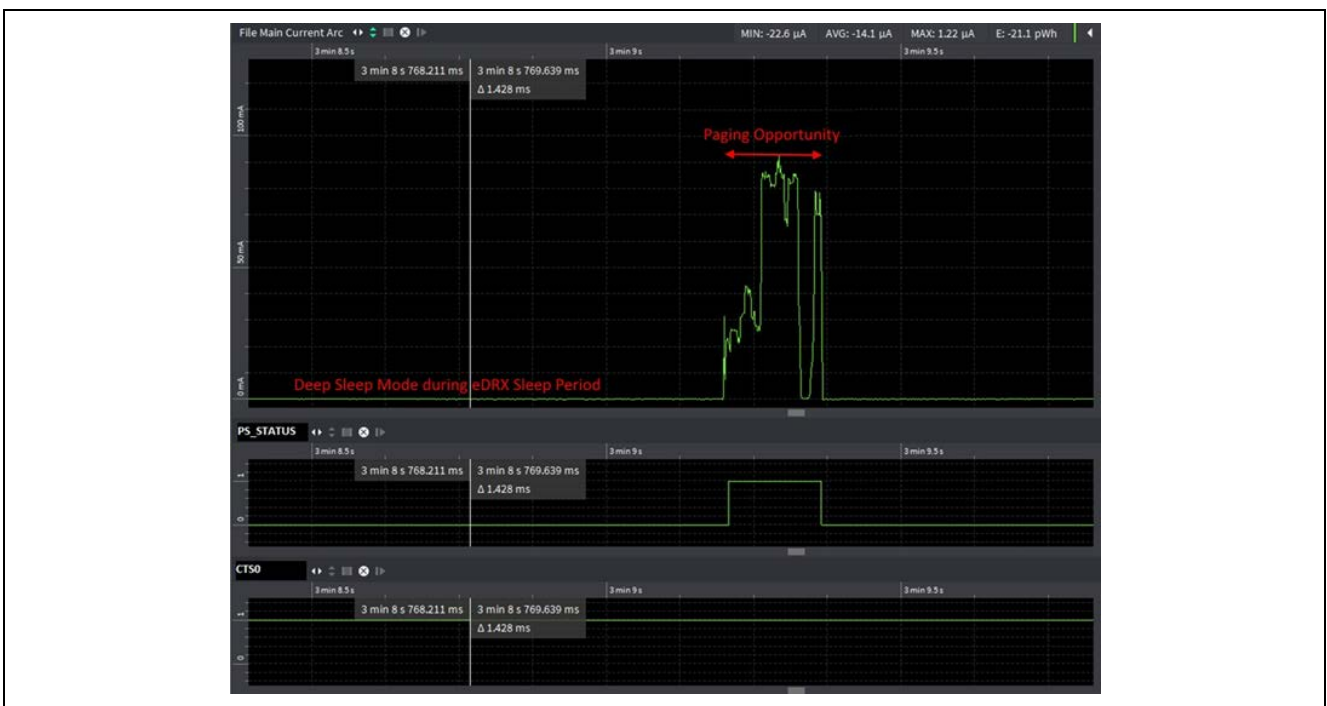 File Main Current Arc MIN: -22.6 µA AVG: -14.1 µA MAX: 1.22 µA E: -21.1 pWh
3 min 8.5 s 3 min 9 s 3 min 9.5 s
3 min 8 s 768.211 ms 3 min 8 s 769.639 ms
Δ 1.428 ms
100 mA
Paging Opportunity
50 mA
Deep Sleep Mode during eDRX Sleep Period
0 mA
PS_STATUS
3 min 8.5 s 3 min 9 s 3 min 9.5 s
3 min 8 s 768.211 ms 3 min 8 s 769.639 ms
1
Δ 1.428 ms
0
CTS0
3 min 8.5 s 3 min 9 s 3 min 9.5 s
3 min 8 s 768.211 ms 3 min 8 s 769.639 ms
1
Δ 1.428 ms
0